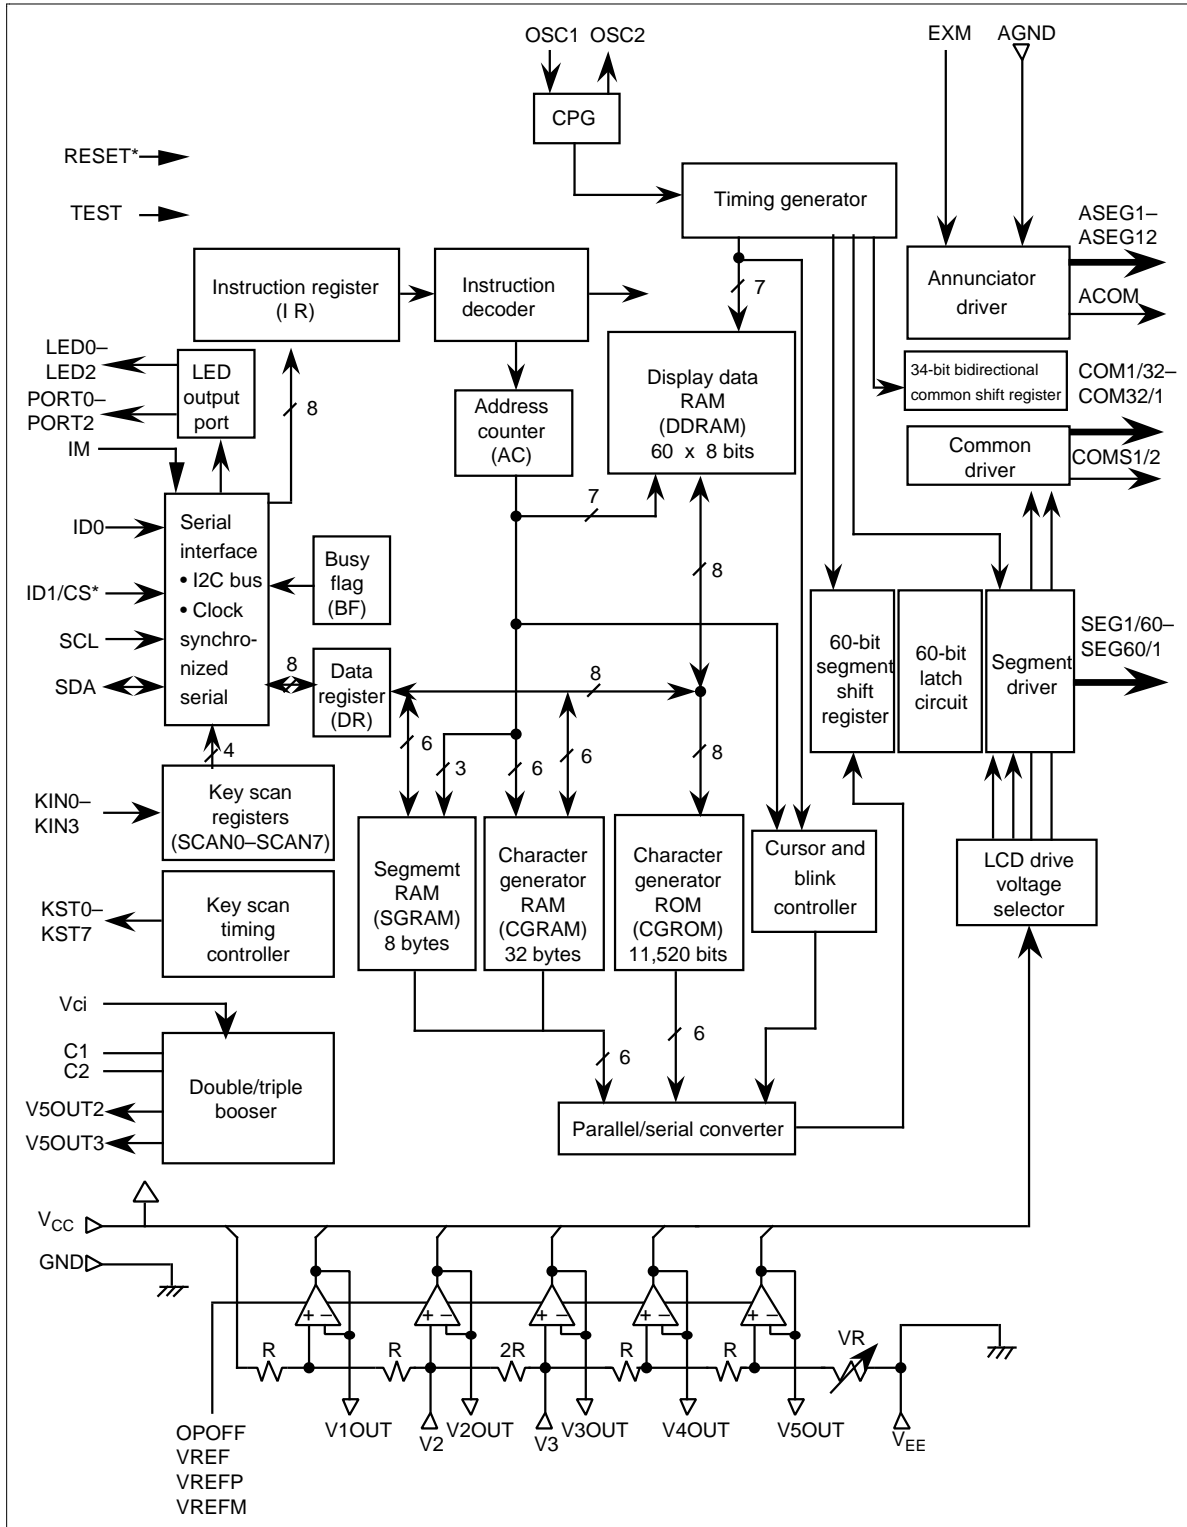 OSC1 OSC2
EXM
AGND
CPG
RESET*
TEST
Timing generator
ASEG1–
ASEG12
ACOM
Annunciator
driver
Instruction register
(I R)
Instruction
decoder
7
LED0–
LED2
PORT0–
PORT2
LED
output
port
8
Address
counter
(AC)
Display data
RAM
(DDRAM)
60 x 8 bits
34-bit bidirectional
common shift register
COM1/32–
COM32/1
Common
driver
COMS1/2
IM
ID0
ID1/CS*
SCL
SDA
Serial
interface
• I2C bus
• Clock
synchro-
nized
serial
Busy
flag
(BF)
7
8
8
Data
register
(DR)
8
60-bit
segment
shift
register
60-bit
latch
circuit
Segment
driver
SEG1/60–
SEG60/1
4
6
3
6
6
8
KIN0–
KIN3
Key scan
registers
(SCAN0–SCAN7)
KST0–
KST7
Key scan
timing
controller
Segmemt
RAM
(SGRAM)
8 bytes
Character
generator
RAM
(CGRAM)
32 bytes
Character
generator
ROM
(CGROM)
11,520 bits
Cursor and
blink
controller
LCD drive
voltage
selector
Vci
C1
C2
V5OUT2
V5OUT3
Double/triple
booser
6
6
Parallel/serial converter
VCC
GND
+ − + − + − + − + −
R R 2R R R VR
V1OUT V2 V2OUT V3 V3OUT V4OUT V5OUT VEE
OPOFF
VREF
VREFP
VREFM